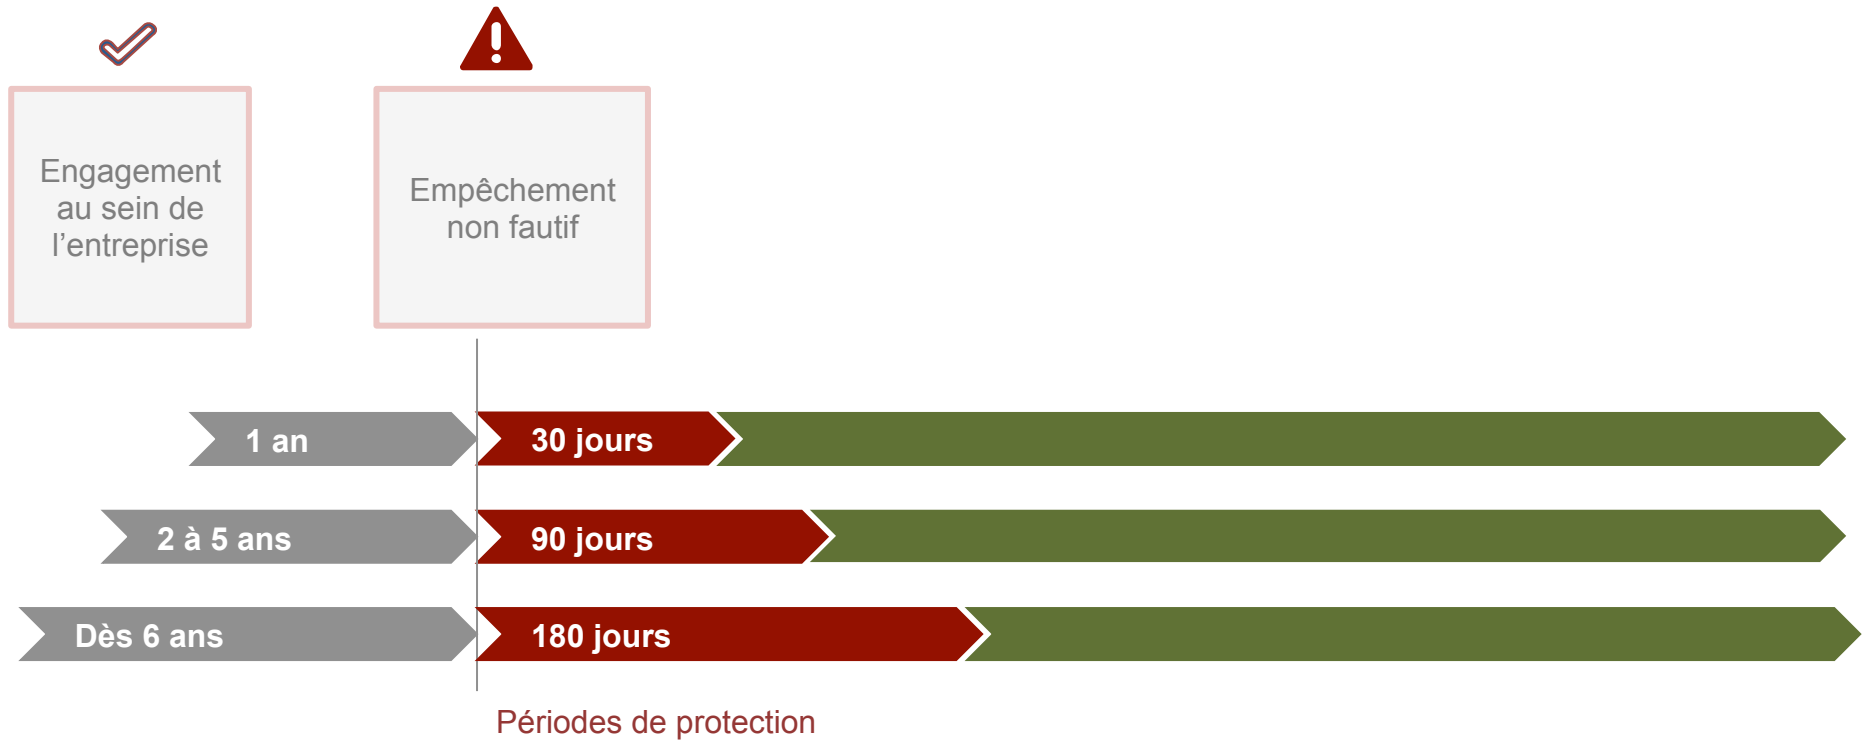 Engagement
au sein de
l’entreprise
Empêchement
non fautif
1 an
30 jours
2 à 5 ans
90 jours
Dès 6 ans
180 jours
Périodes de protection